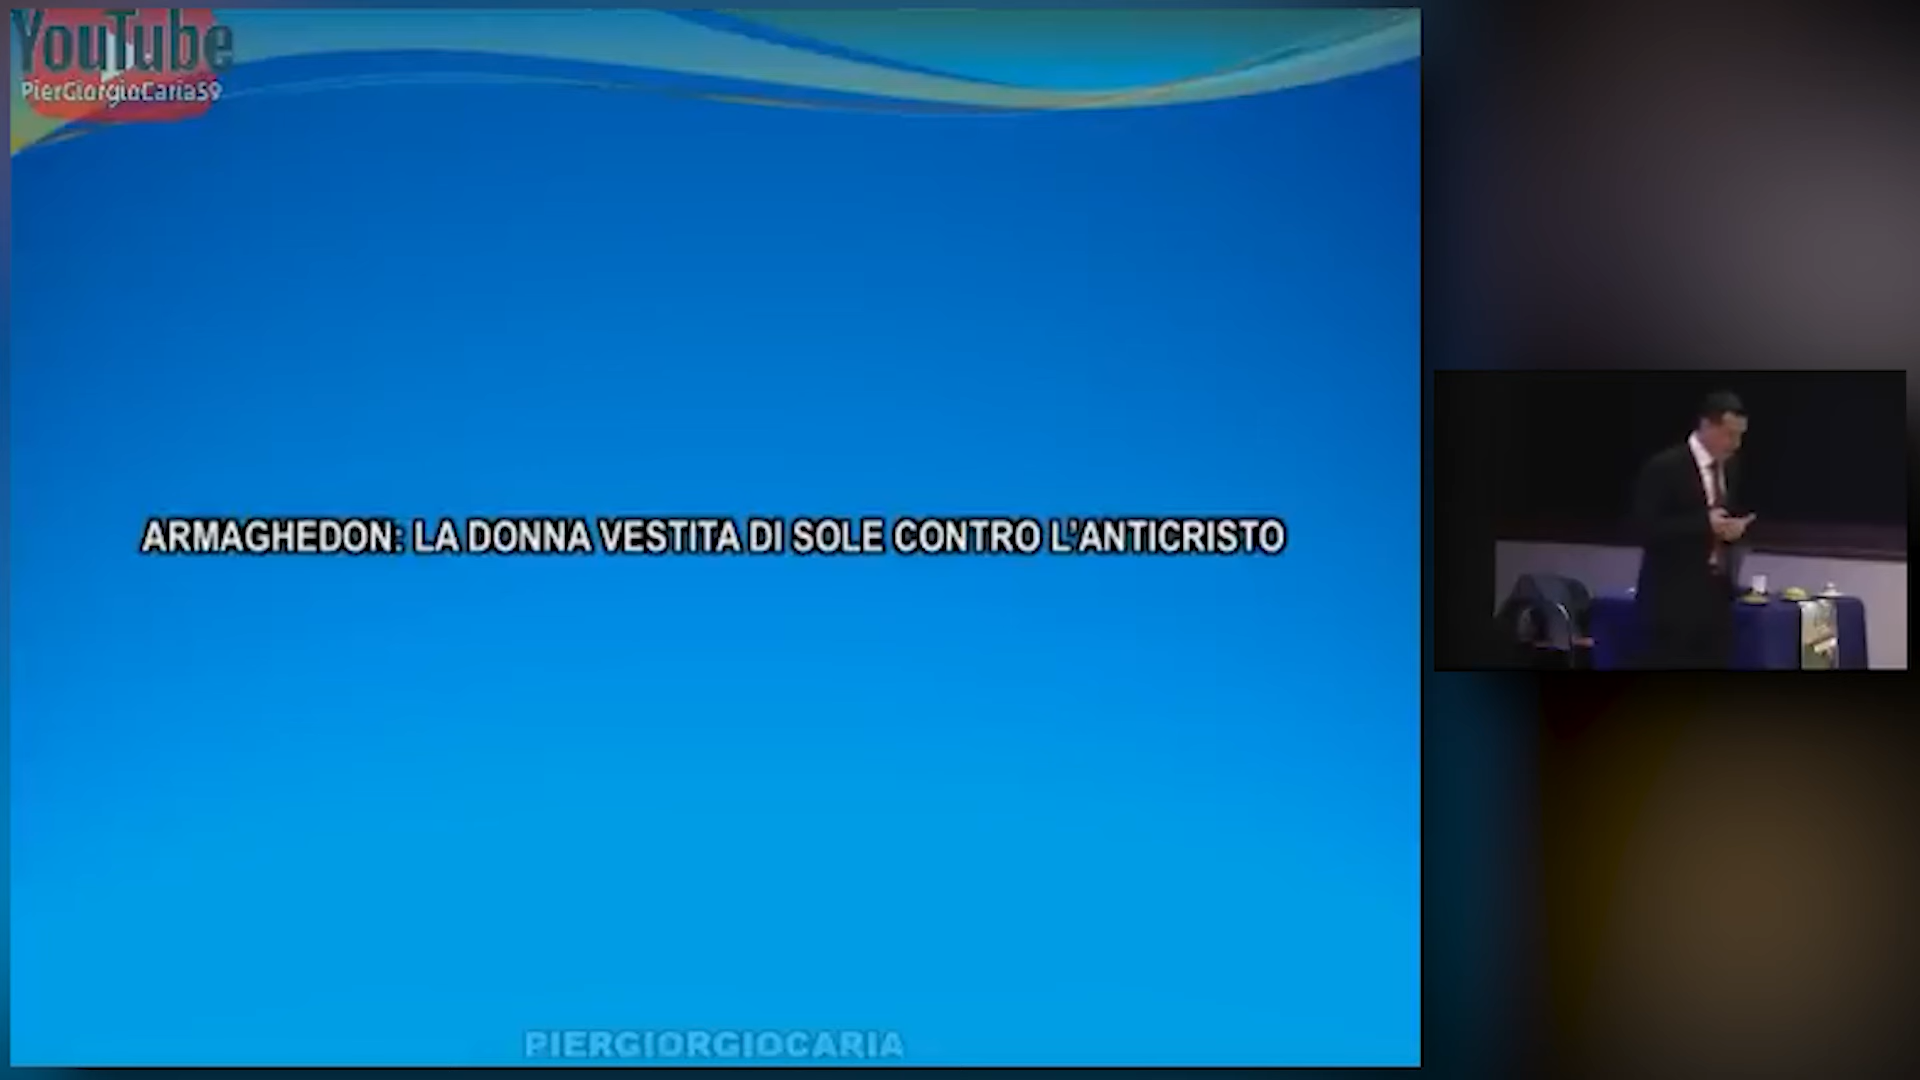 YouTube
PierGiorgioCaria59
ARMAGHEDON: LA DONNA VESTITA DI SOLE CONTRO L'ANTICRISTO
PIERGIORGIOCARIA